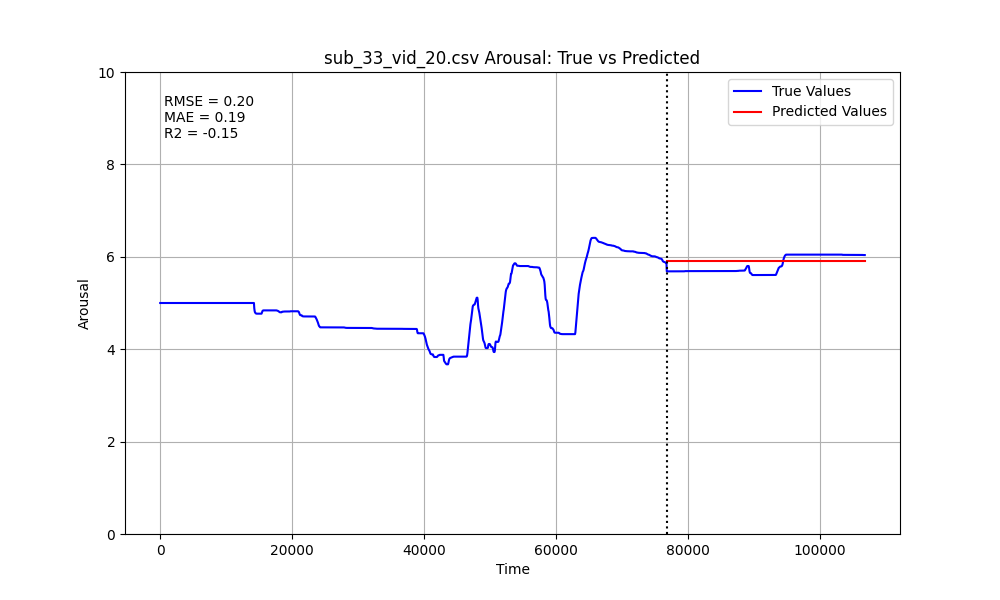 sub_33_vid_20.csv Arousal: True vs Predicted
RMSE = 0.20
MAE = 0.19
R2 = -0.15
True Values
Predicted Values
Arousal
10
8
6
4
2
0
0 20000 40000 60000 80000 100000
Time